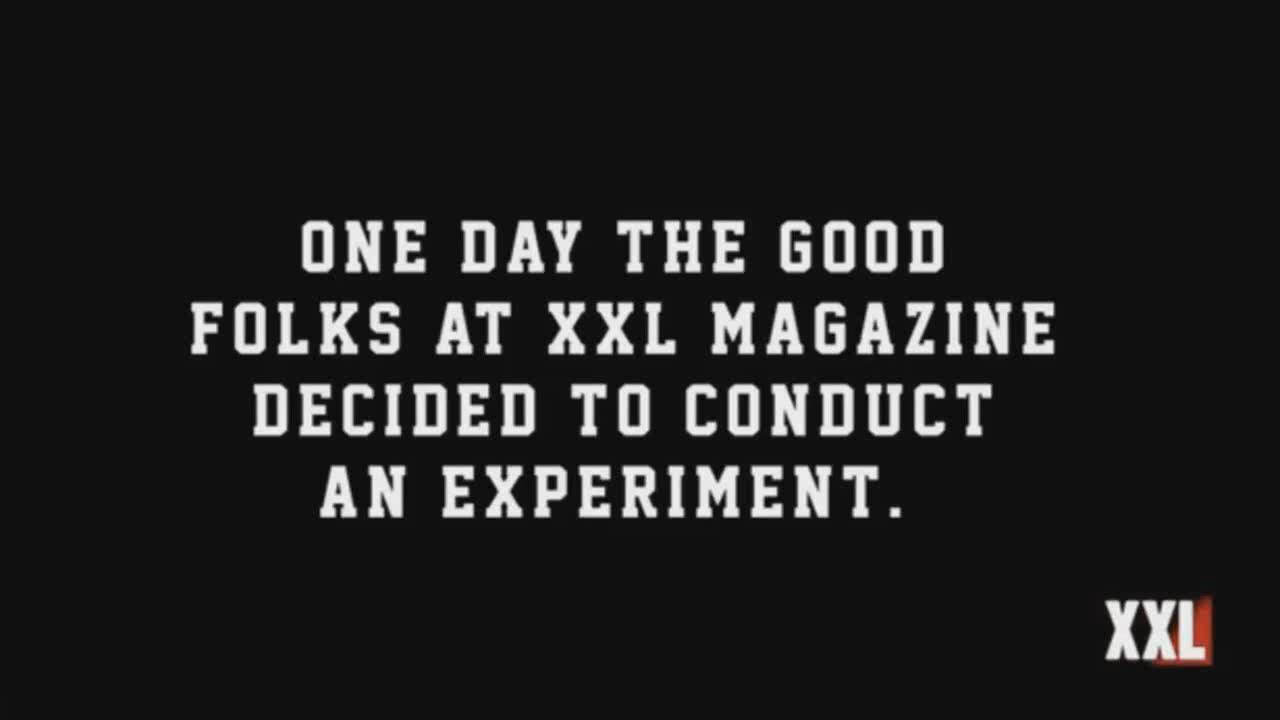 ONE DAY THE GOOD
FOLKS AT XXL MAGAZINE
DECIDED TO CONDUCT
AN EXPERIMENT.
XXL